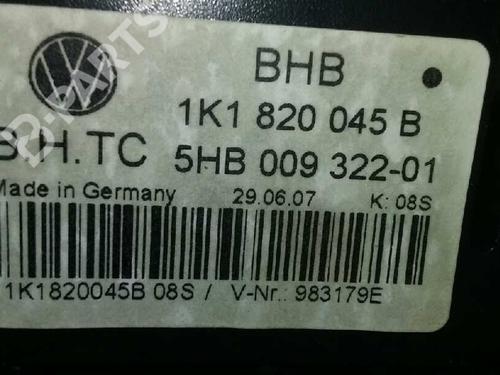 BHB
1K1 820 045 B
B.H.TC 5HB 009 322-01
Made in Germany 29.06.07 K: 08S
1K1820045B 08S / V-Nr.: 983179E
B-PARTS